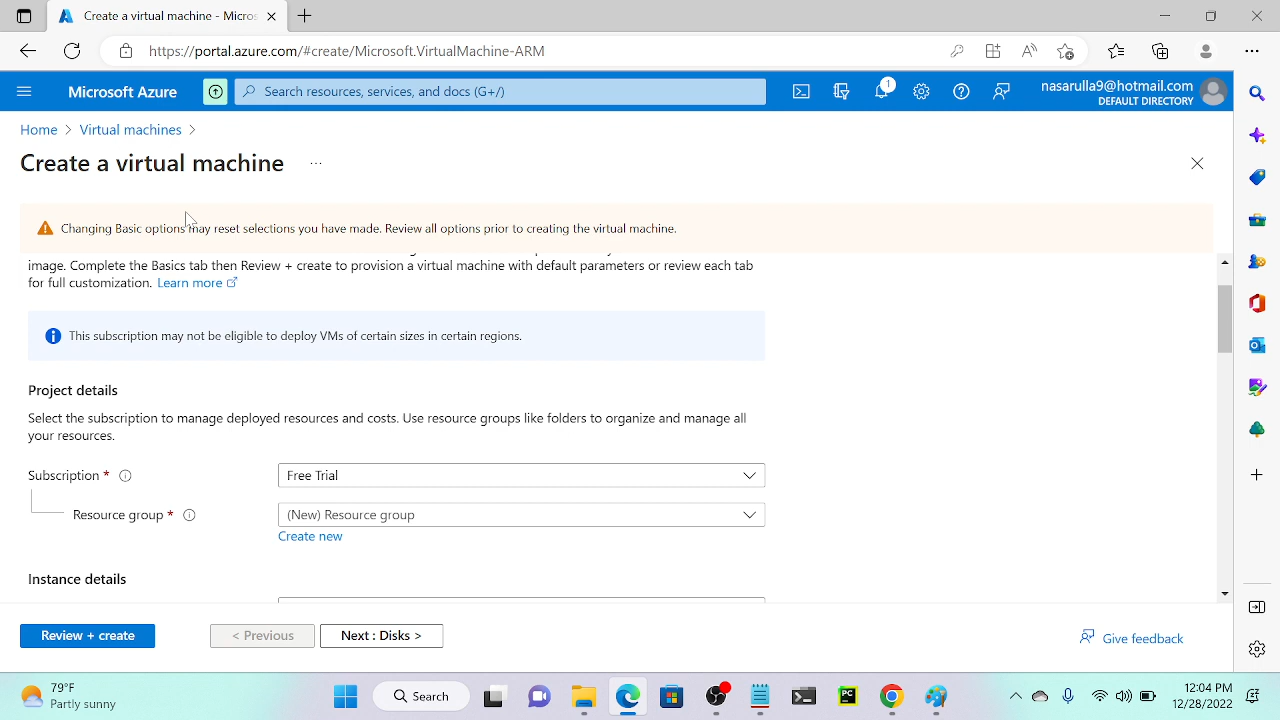 Create a virtual machine - Micros
https://portal.azure.com/#create/Microsoft.VirtualMachine-ARM
Microsoft Azure
Search resources, services, and docs (G+/)
1
nasarulla9@hotmail.com
DEFAULT DIRECTORY
Home > Virtual machines >
Create a virtual machine ...
Changing Basic options may reset selections you have made. Review all options prior to creating the virtual machine.
image. Complete the Basics tab then Review + create to provision a virtual machine with default parameters or review each tab
for full customization. Learn more
This subscription may not be eligible to deploy VMs of certain sizes in certain regions.
Project details
Select the subscription to manage deployed resources and costs. Use resource groups like folders to organize and manage all
your resources.
Subscription *
Free Trial
Resource group *
(New) Resource group
Create new
Instance details
Review + create
< Previous
Next : Disks >
Give feedback
79°F
Partly sunny
Search
PC
12:04 PM
12/28/2022